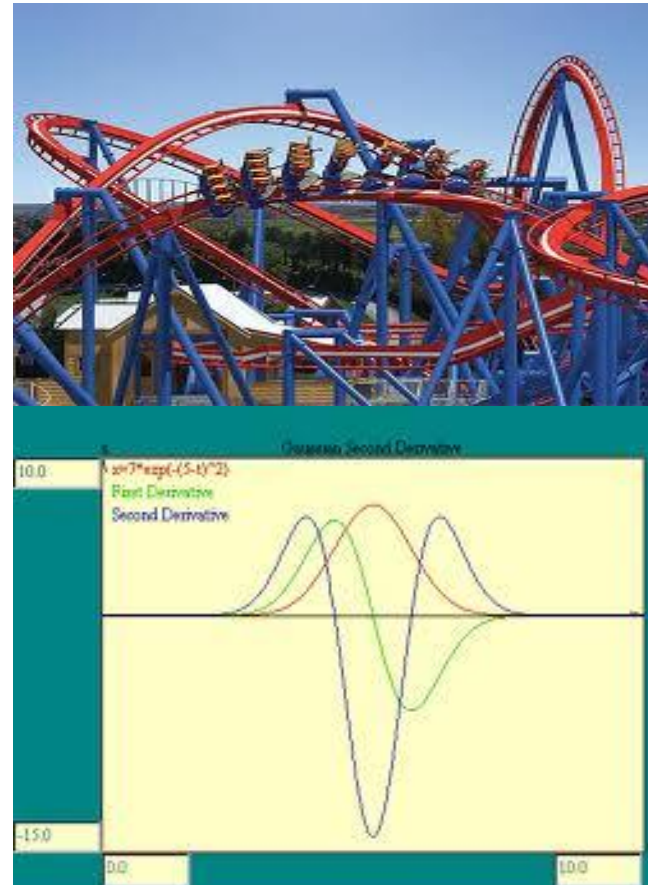 Gaussian Second Derivative
10.0
x=7*exp(-(5-t)^2)
First Derivative
Second Derivative
-15.0
0.0
10.0